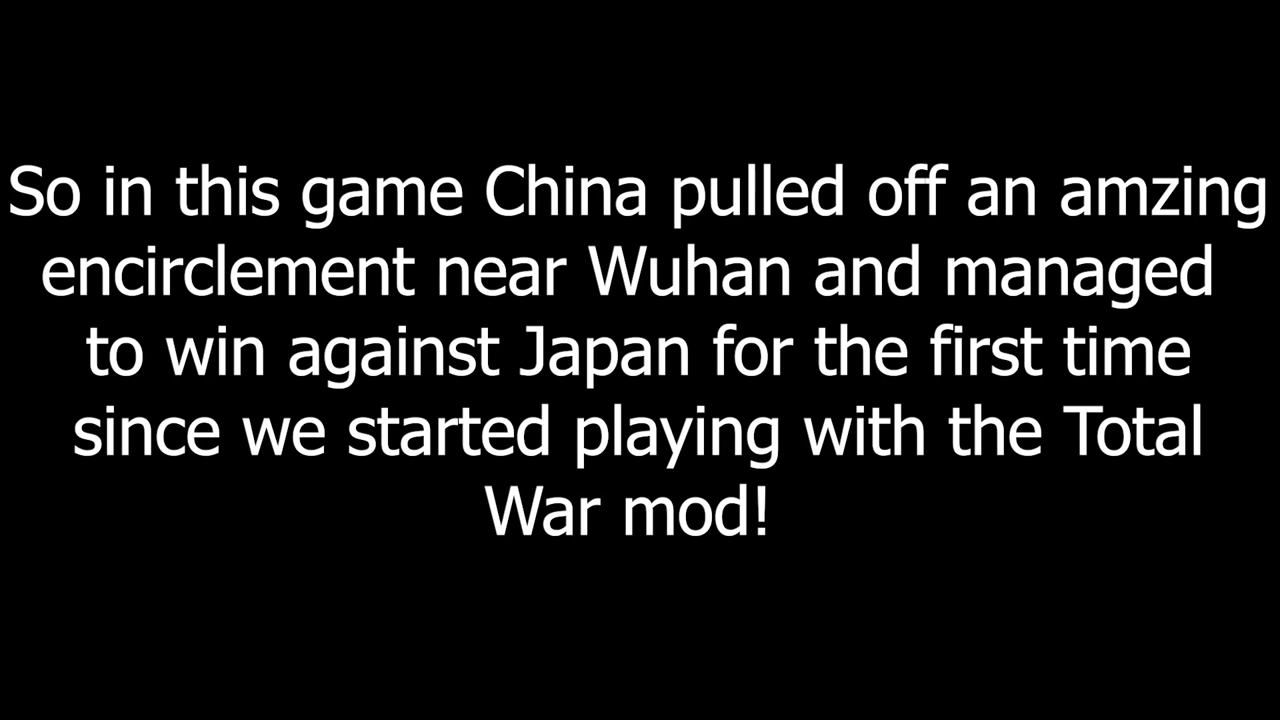 So in this game China pulled off an amzing
encirclement near Wuhan and managed
to win against Japan for the first time
since we started playing with the Total
War mod!